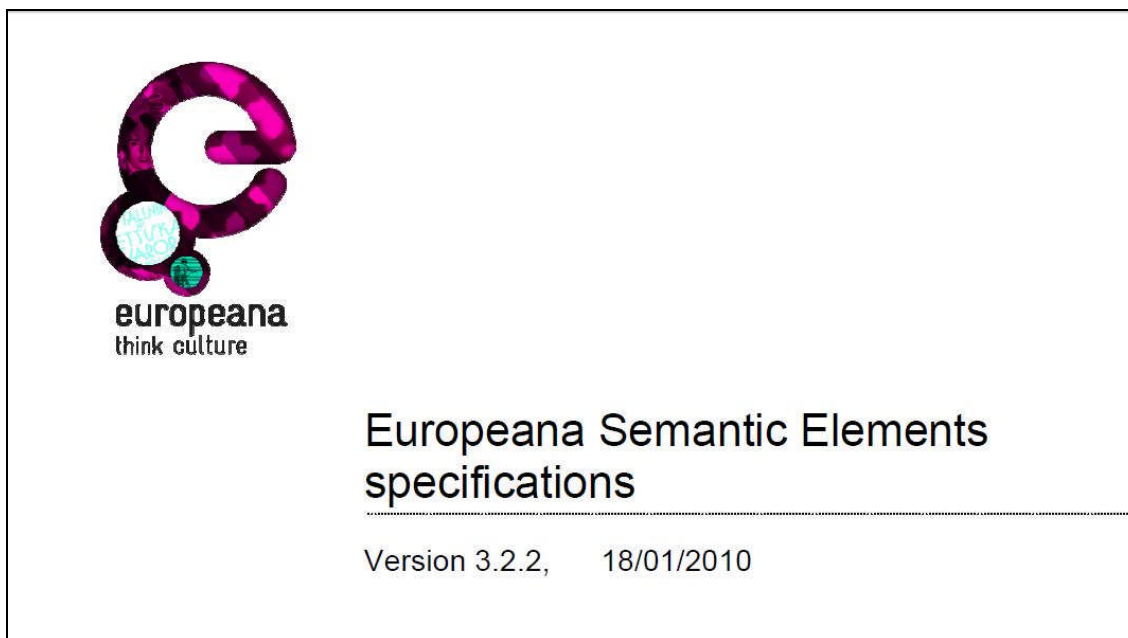 europeana
think culture
Europeana Semantic Elements
specifications
Version 3.2.2, 18/01/2010